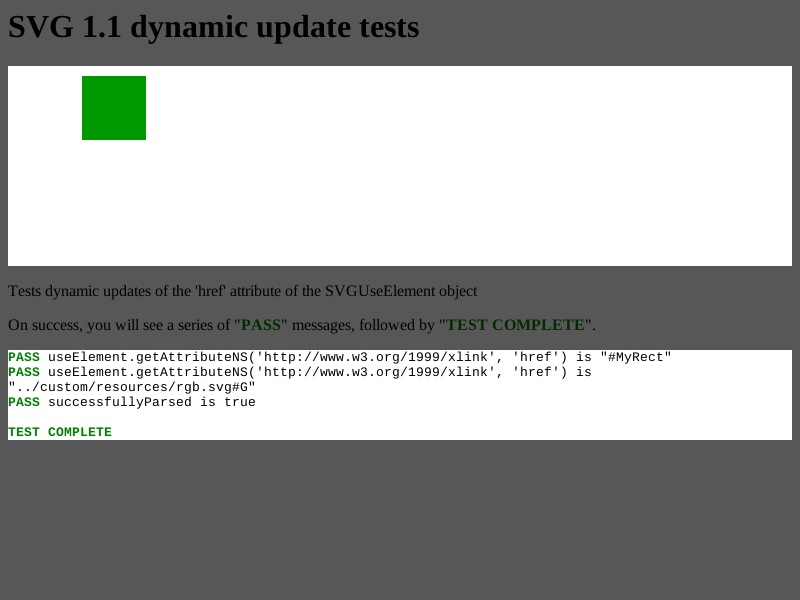 SVG 1.1 dynamic update tests
Tests dynamic updates of the 'href' attribute of the SVGUseElement object
On success, you will see a series of "PASS" messages, followed by "TEST COMPLETE".
PASS useElement.getAttributeNS('http://www.w3.org/1999/xlink', 'href') is "#MyRect"
PASS useElement.getAttributeNS('http://www.w3.org/1999/xlink', 'href') is
"../custom/resources/rgb.svg#G"
PASS successfullyParsed is true
TEST COMPLETE